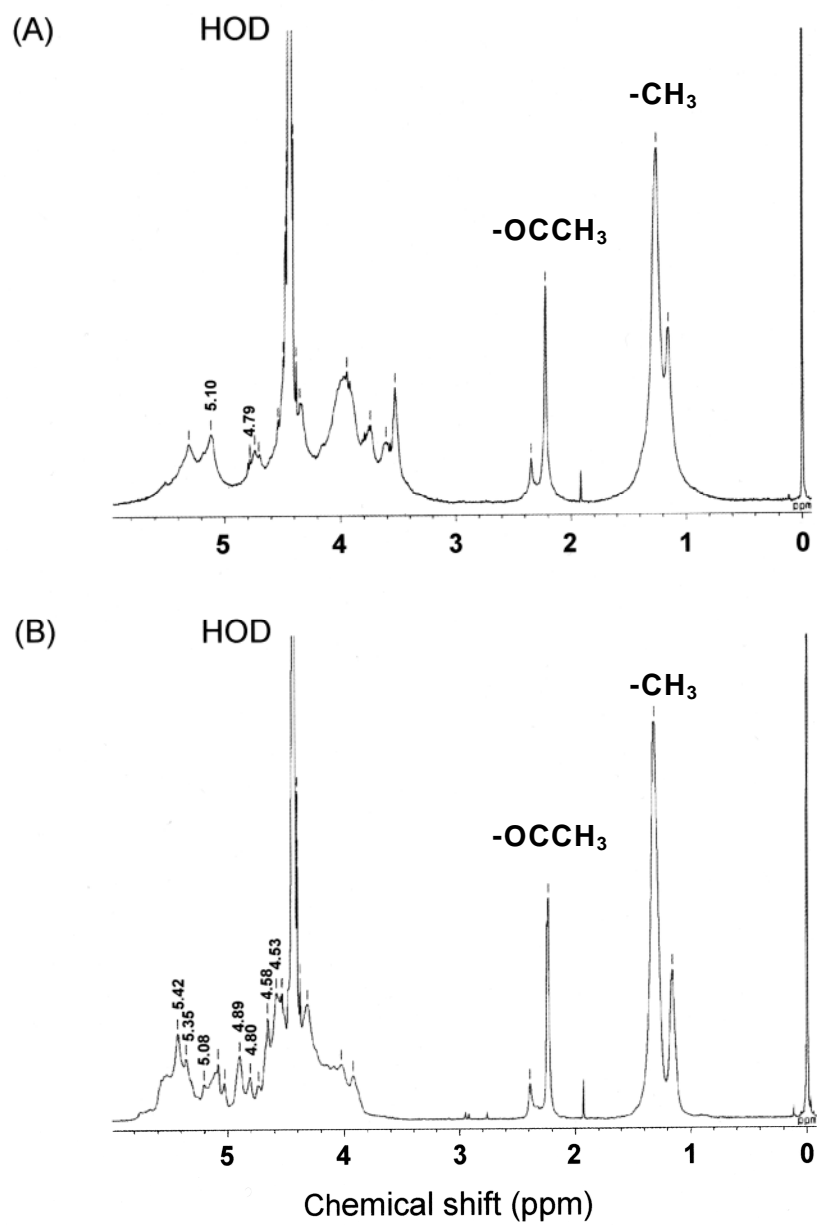 (A)
HOD
-CH3
-OCCH3
5.10
4.79
ppm
5 4 3 2 1 0
(B)
HOD
-CH3
-OCCH3
5.42
5.35
5.08
4.89
4.80
4.58
4.53
ppm
5 4 3 2 1 0
Chemical shift (ppm)